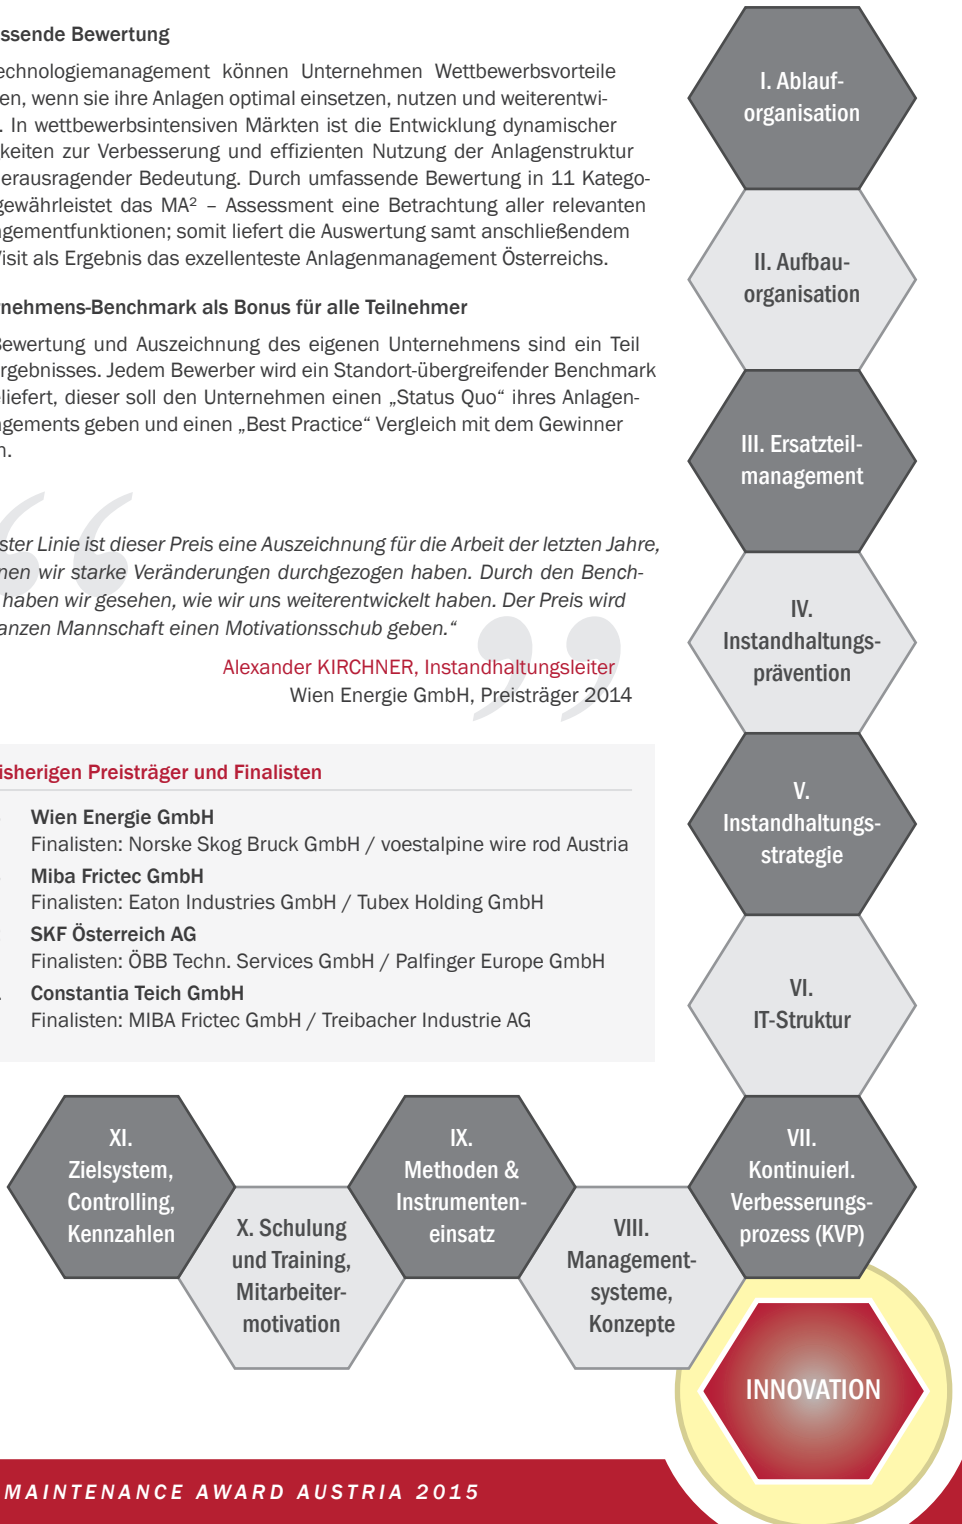 ssende Bewertung
echnologiemanagement können Unternehmen Wettbewerbsvorteile
en, wenn sie ihre Anlagen optimal einsetzen, nutzen und weiterentwi-
. In wettbewerbsintensiven Märkten ist die Entwicklung dynamischer
keiten zur Verbesserung und effizienten Nutzung der Anlagenstruktur
erausragender Bedeutung. Durch umfassende Bewertung in 11 Katego-
gewährleistet das MA² – Assessment eine Betrachtung aller relevanten
agementfunktionen; somit liefert die Auswertung samt anschließendem
Visit als Ergebnis das exzellenteste Anlagenmanagement Österreichs.
rnehmens-Benchmark als Bonus für alle Teilnehmer
Bewertung und Auszeichnung des eigenen Unternehmens sind ein Teil
rgebnisses. Jedem Bewerber wird ein Standort-übergreifender Benchmark
eliefert, dieser soll den Unternehmen einen „Status Quo“ ihres Anlagen-
agements geben und einen „Best Practice“ Vergleich mit dem Gewinner
n.
ster Linie ist dieser Preis eine Auszeichnung für die Arbeit der letzten Jahre,
nen wir starke Veränderungen durchgezogen haben. Durch den Bench-
haben wir gesehen, wie wir uns weiterentwickelt haben. Der Preis wird
anzen Mannschaft einen Motivationsschub geben.“
Alexander KIRCHNER, Instandhaltungsleiter
Wien Energie GmbH, Preisträger 2014
isherigen Preisträger und Finalisten
Wien Energie GmbH
Finalisten: Norske Skog Bruck GmbH / voestalpine wire rod Austria
Miba Frictec GmbH
Finalisten: Eaton Industries GmbH / Tubex Holding GmbH
SKF Österreich AG
Finalisten: ÖBB Techn. Services GmbH / Palfinger Europe GmbH
Constantia Teich GmbH
Finalisten: MIBA Frictec GmbH / Treibacher Industrie AG
I. Ablauf-
organisation
II. Aufbau-
organisation
III. Ersatzteil-
management
IV.
Instandhaltungs-
prävention
V.
Instandhaltungs-
strategie
VI.
IT-Struktur
VII.
Kontinuierl.
Verbesserungs-
prozess (KVP)
VIII.
Management-
systeme,
Konzepte
IX.
Methoden &
Instrumenten-
einsatz
X. Schulung
und Training,
Mitarbeiter-
motivation
XI.
Zielsystem,
Controlling,
Kennzahlen
INNOVATION
MAINTENANCE AWARD AUSTRIA 2015